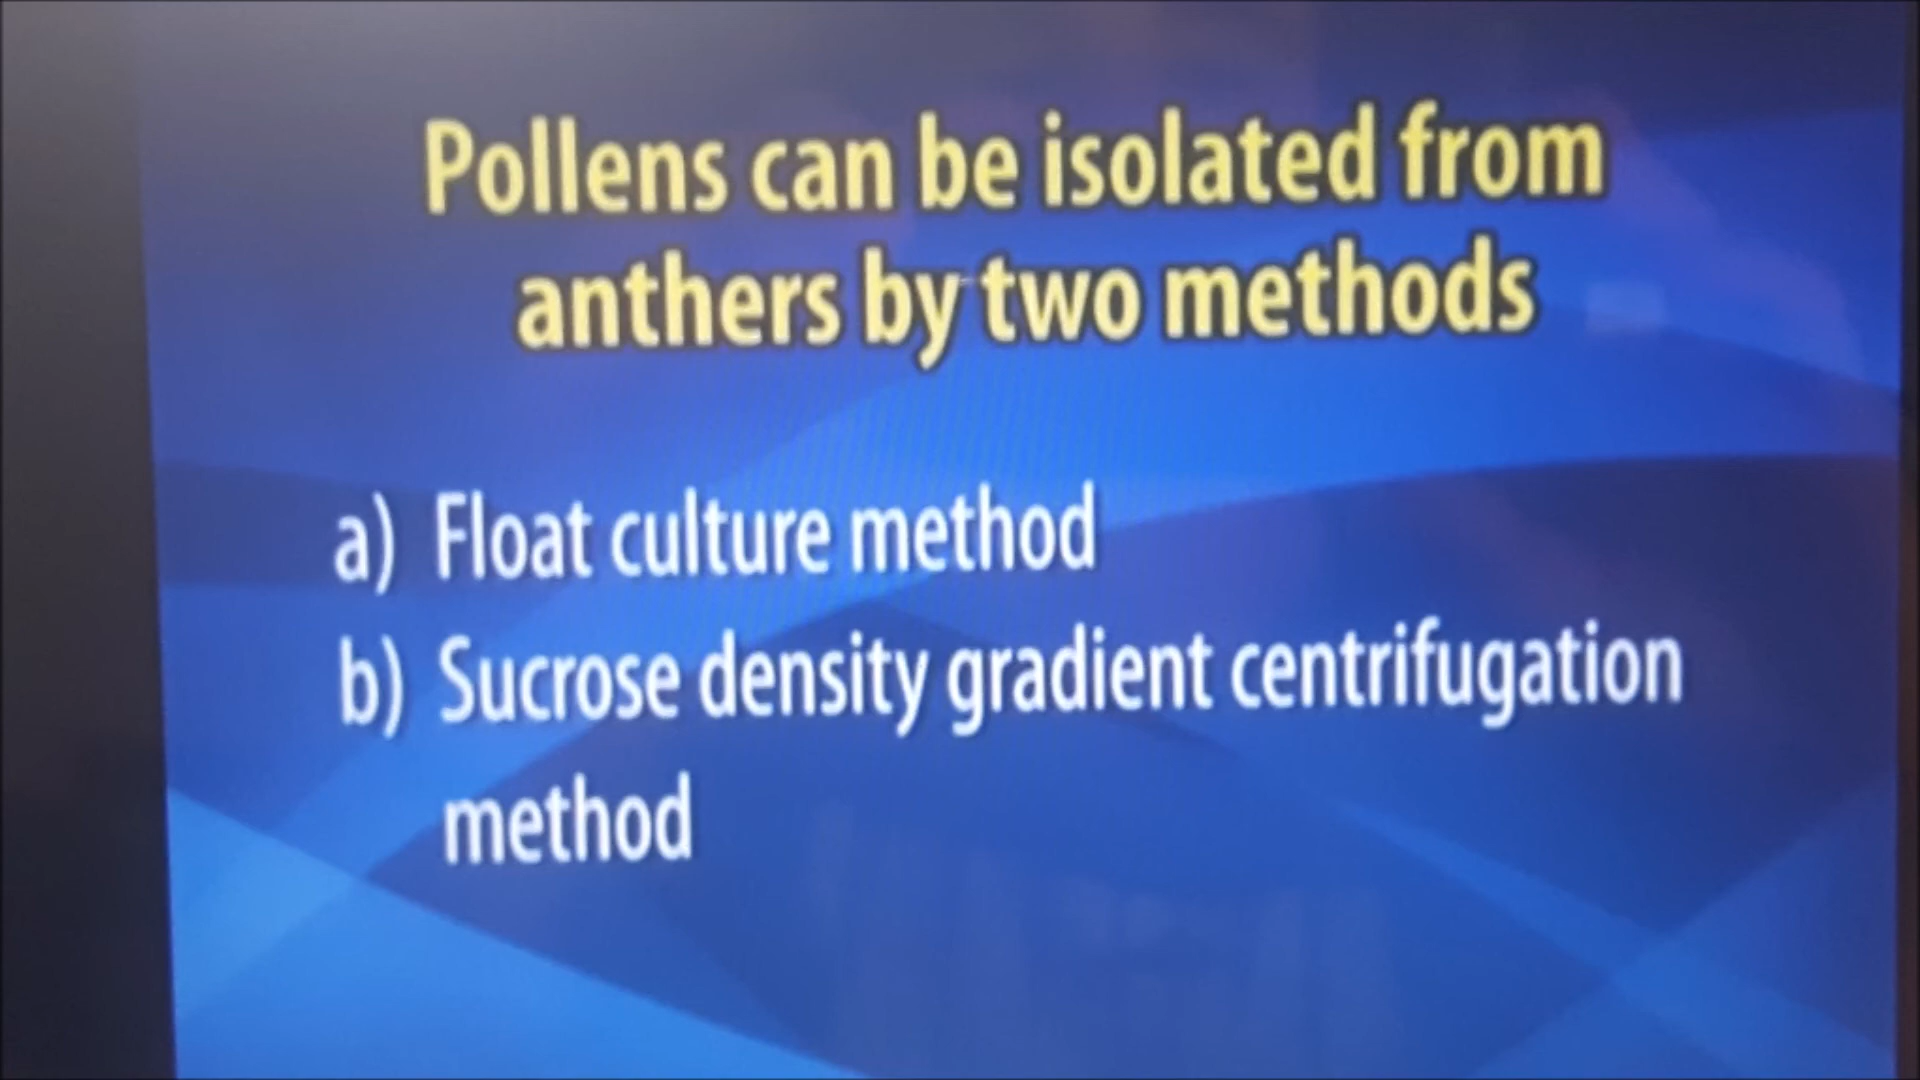 Pollens can be isolated from
anthers by two methods
a) Float culture method
b) Sucrose density gradient centrifugation
method